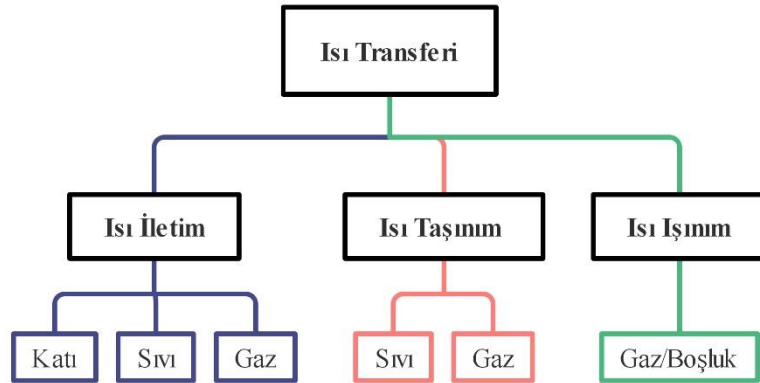 Isı Transferi
Isı İletim
Isı Taşınım
Isı Işınım
Katı
Sıvı
Gaz
Sıvı
Gaz
Gaz/Boşluk